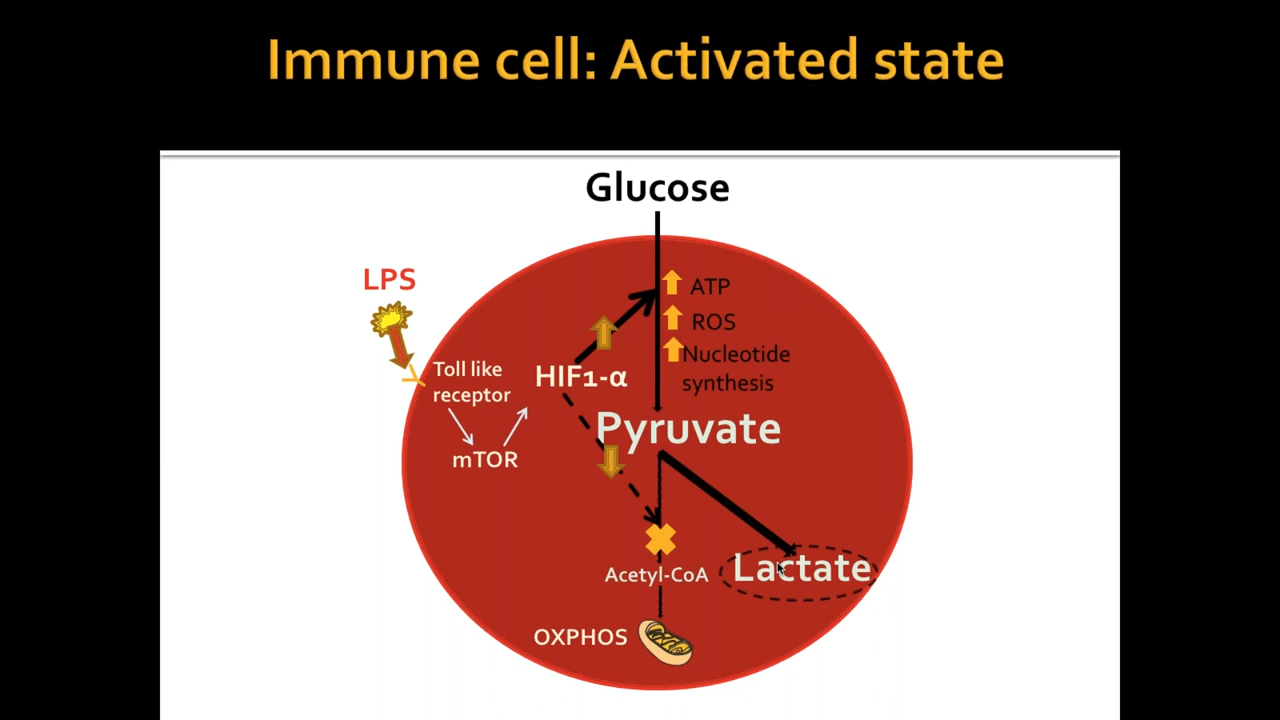 Immune cell: Activated state
Glucose
LPS
ATP
ROS
Nucleotide
synthesis
Toll like
receptor
HIF1-α
mTOR
Pyruvate
Acetyl-CoA
Lactate
OXPHOS